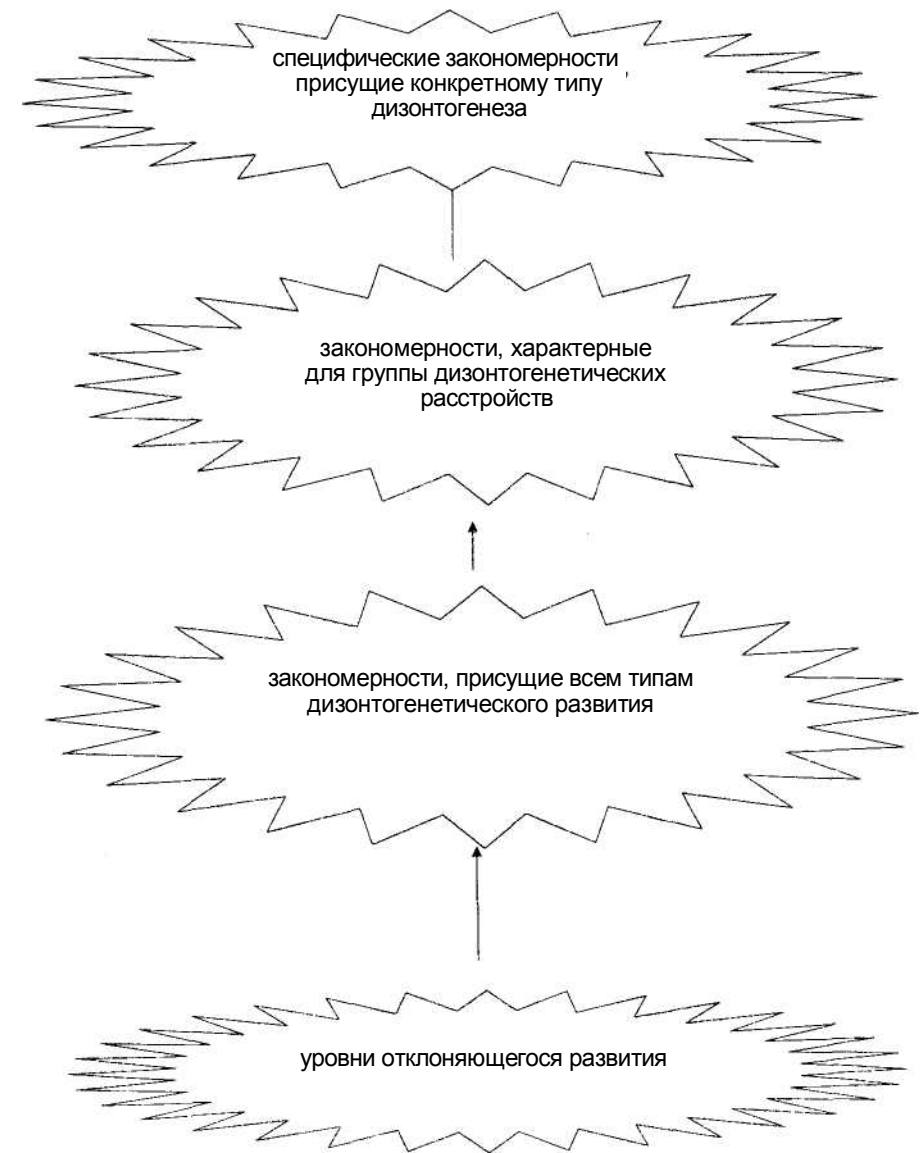 специфические закономерности
присущие конкретному типу
дизонтогенеза
закономерности, характерные
для группы дизонтогенетических
расстройств
закономерности, присущие всем типам
дизонтогенетического развития
уровни отклоняющегося развития